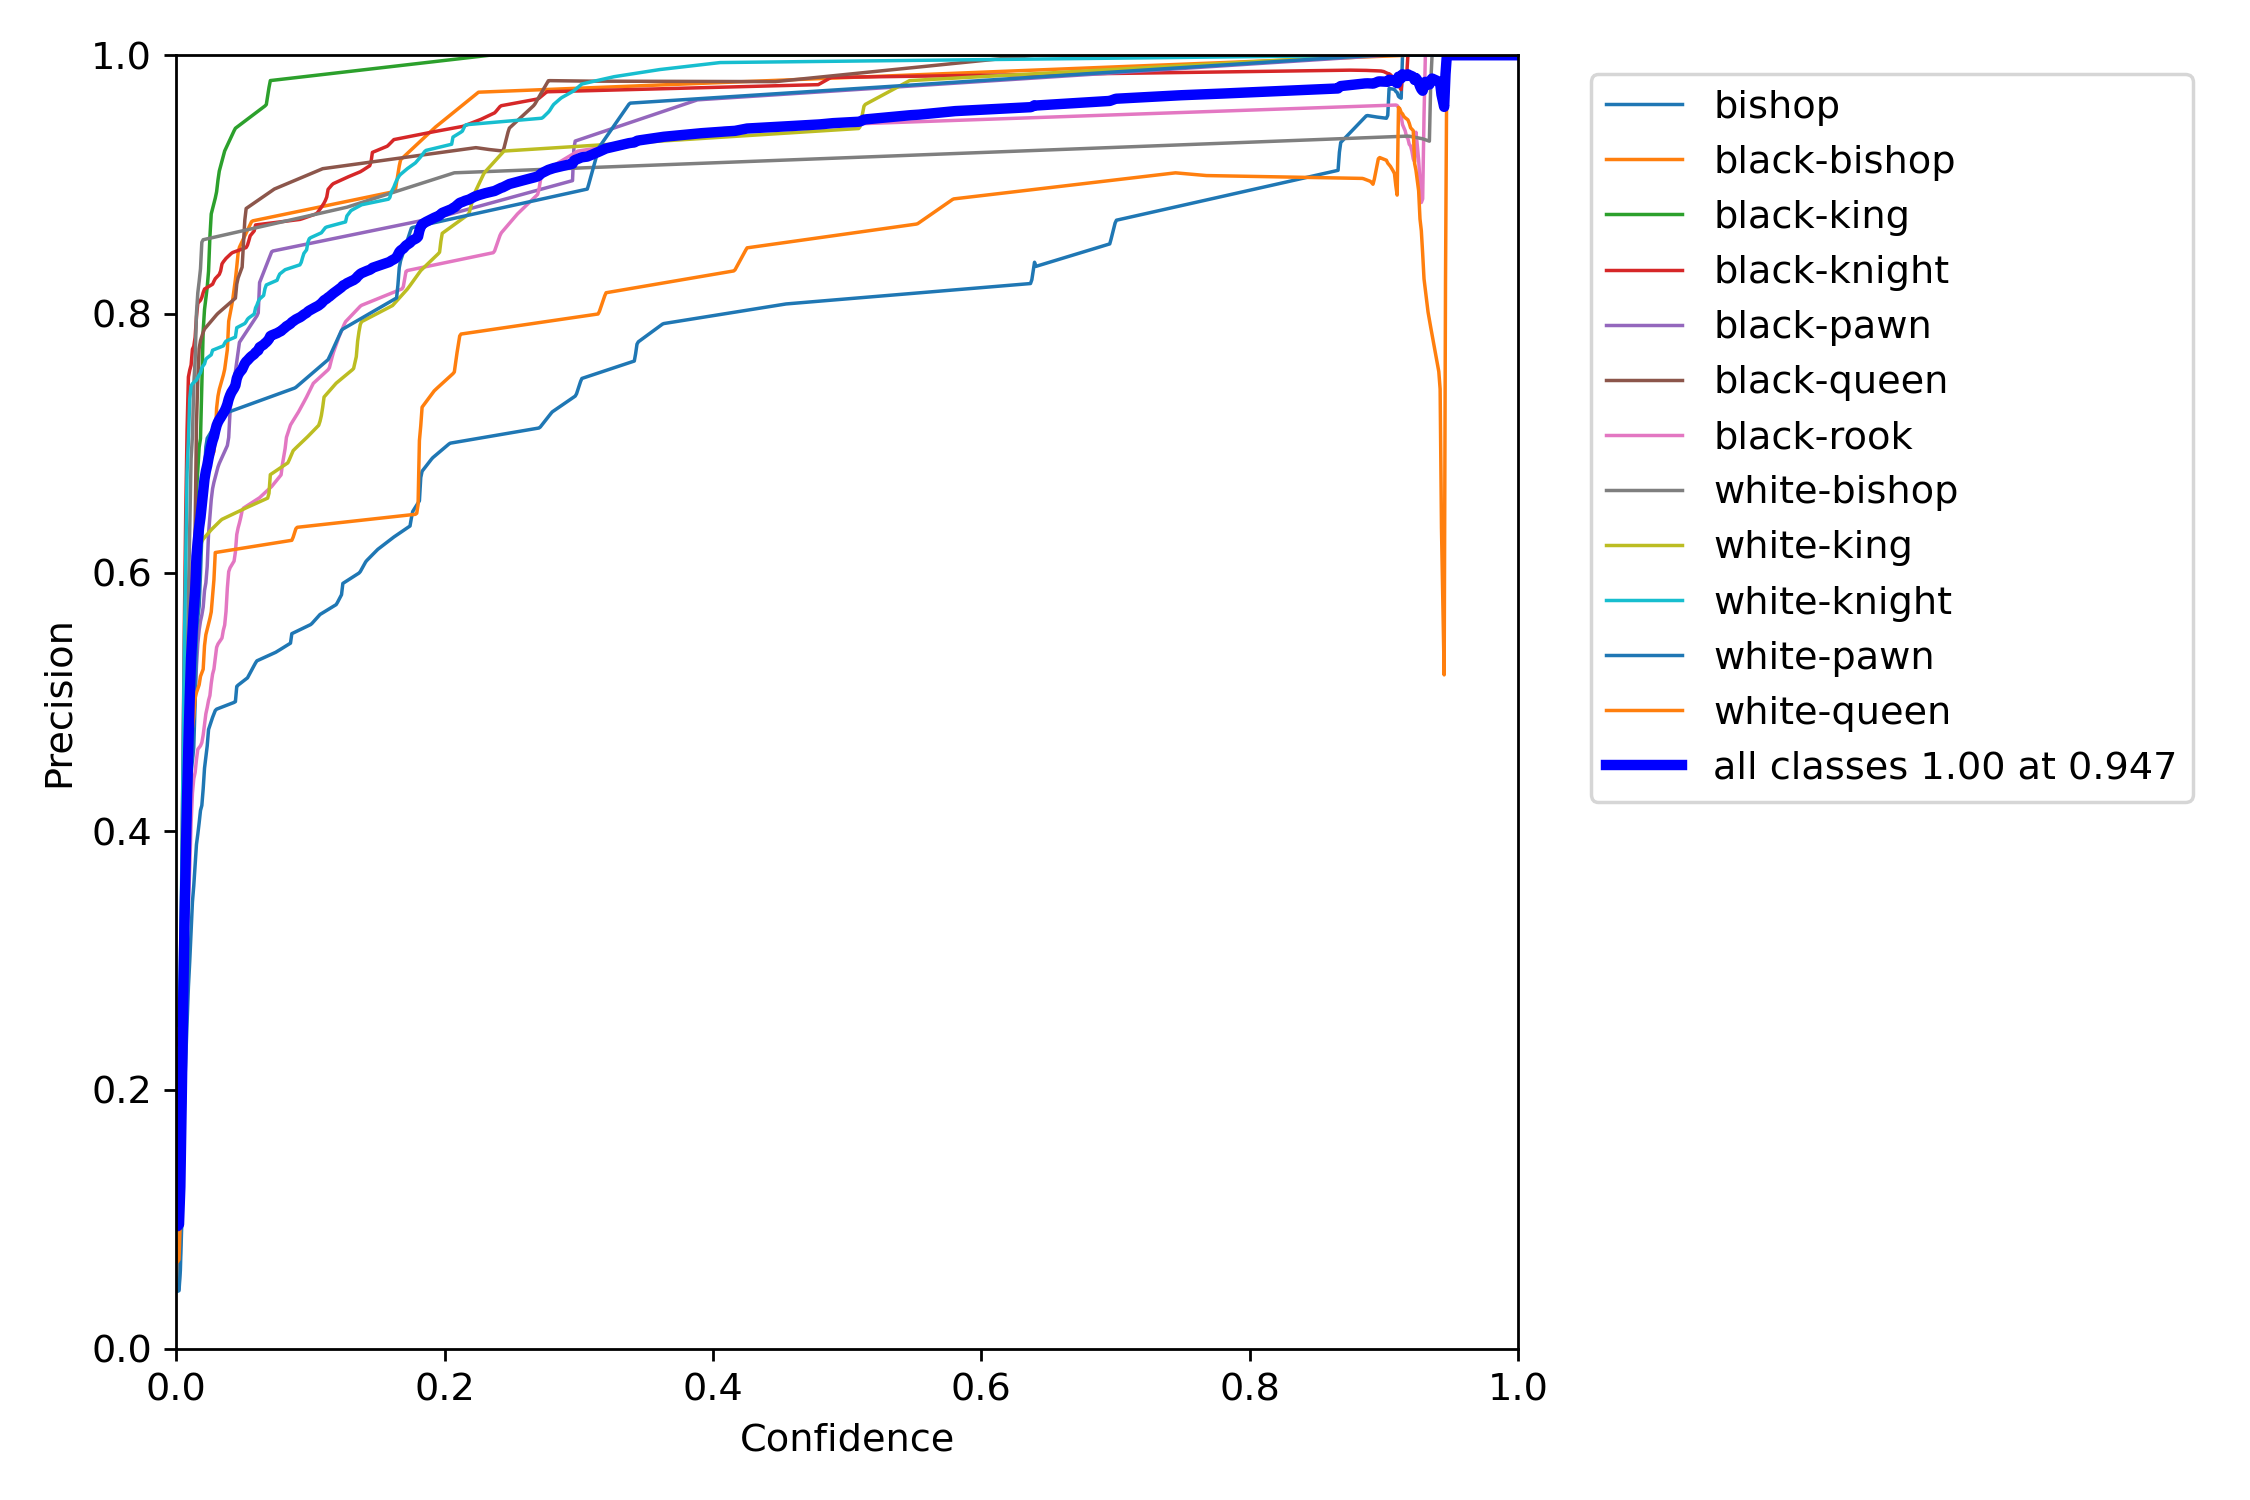 1.0
0.8
0.6
0.4
0.2
0.0
Precision
0.0 0.2 0.4 0.6 0.8 1.0
Confidence
bishop
black-bishop
black-king
black-knight
black-pawn
black-queen
black-rook
white-bishop
white-king
white-knight
white-pawn
white-queen
all classes 1.00 at 0.947